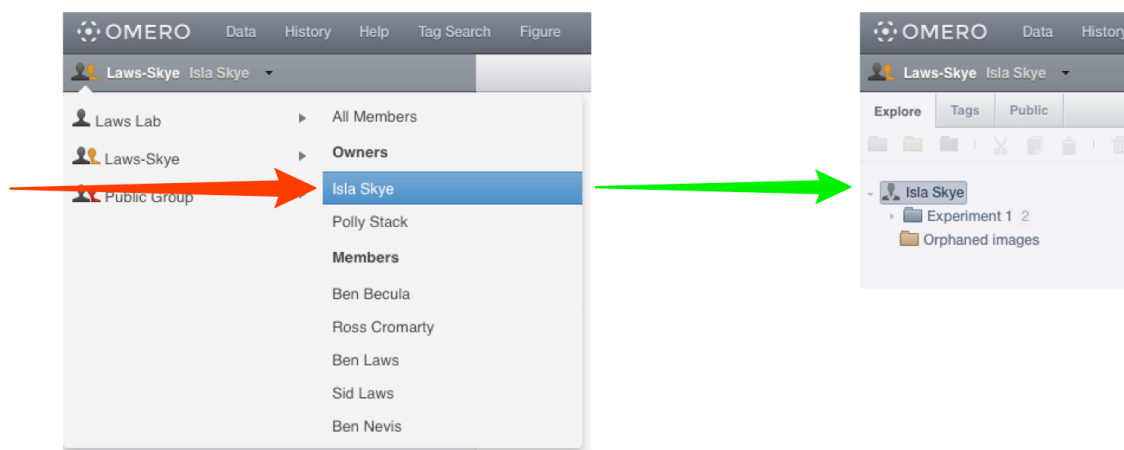 OMERO Data History Help Tag Search Figure
Laws-Skye Isla Skye
Laws Lab
Laws-Skye
Public Group
All Members
Owners
Isla Skye
Polly Stack
Members
Ben Becula
Ross Cromarty
Ben Laws
Sid Laws
Ben Nevis
OMERO Data History
Laws-Skye Isla Skye
Explore Tags Public
Isla Skye
Experiment 1 2
Orphaned images